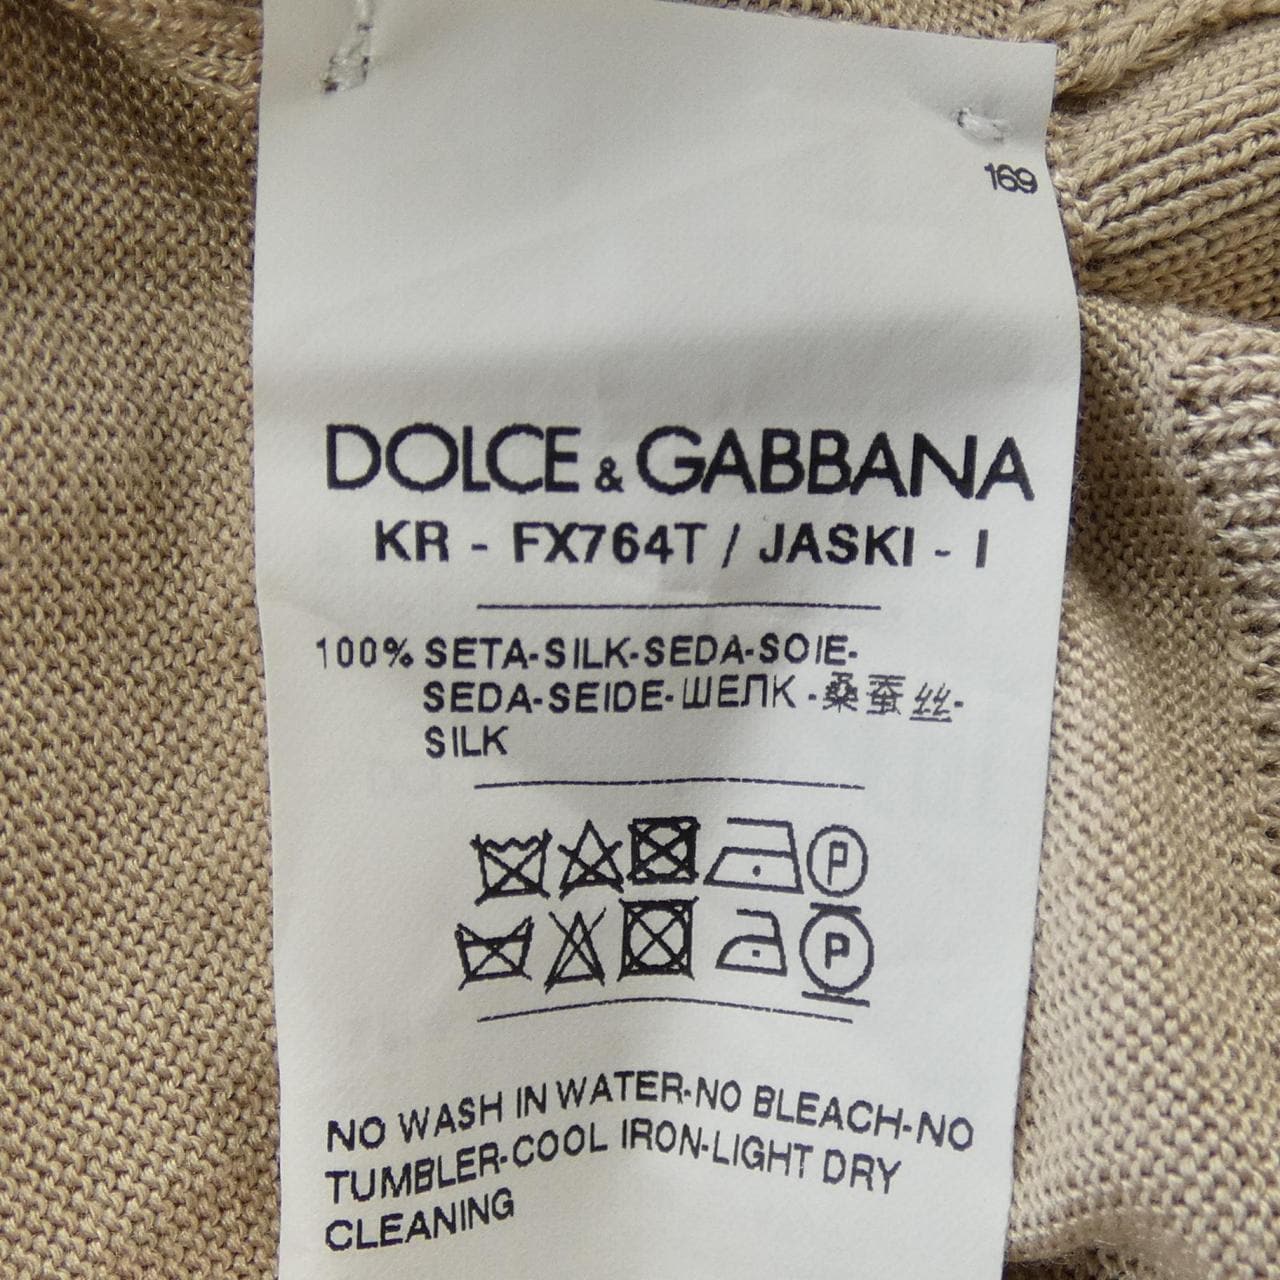 169
DOLCE & GABBANA
KR - FX764T / JASKI - I
100% SETA-SILK-SEDA-SOIE-
SEDA-SEIDE-ШЕЛК-桑蚕丝-
SILK
P
P
NO WASH IN WATER-NO BLEACH-NO
TUMBLER-COOL IRON-LIGHT DRY
CLEANING